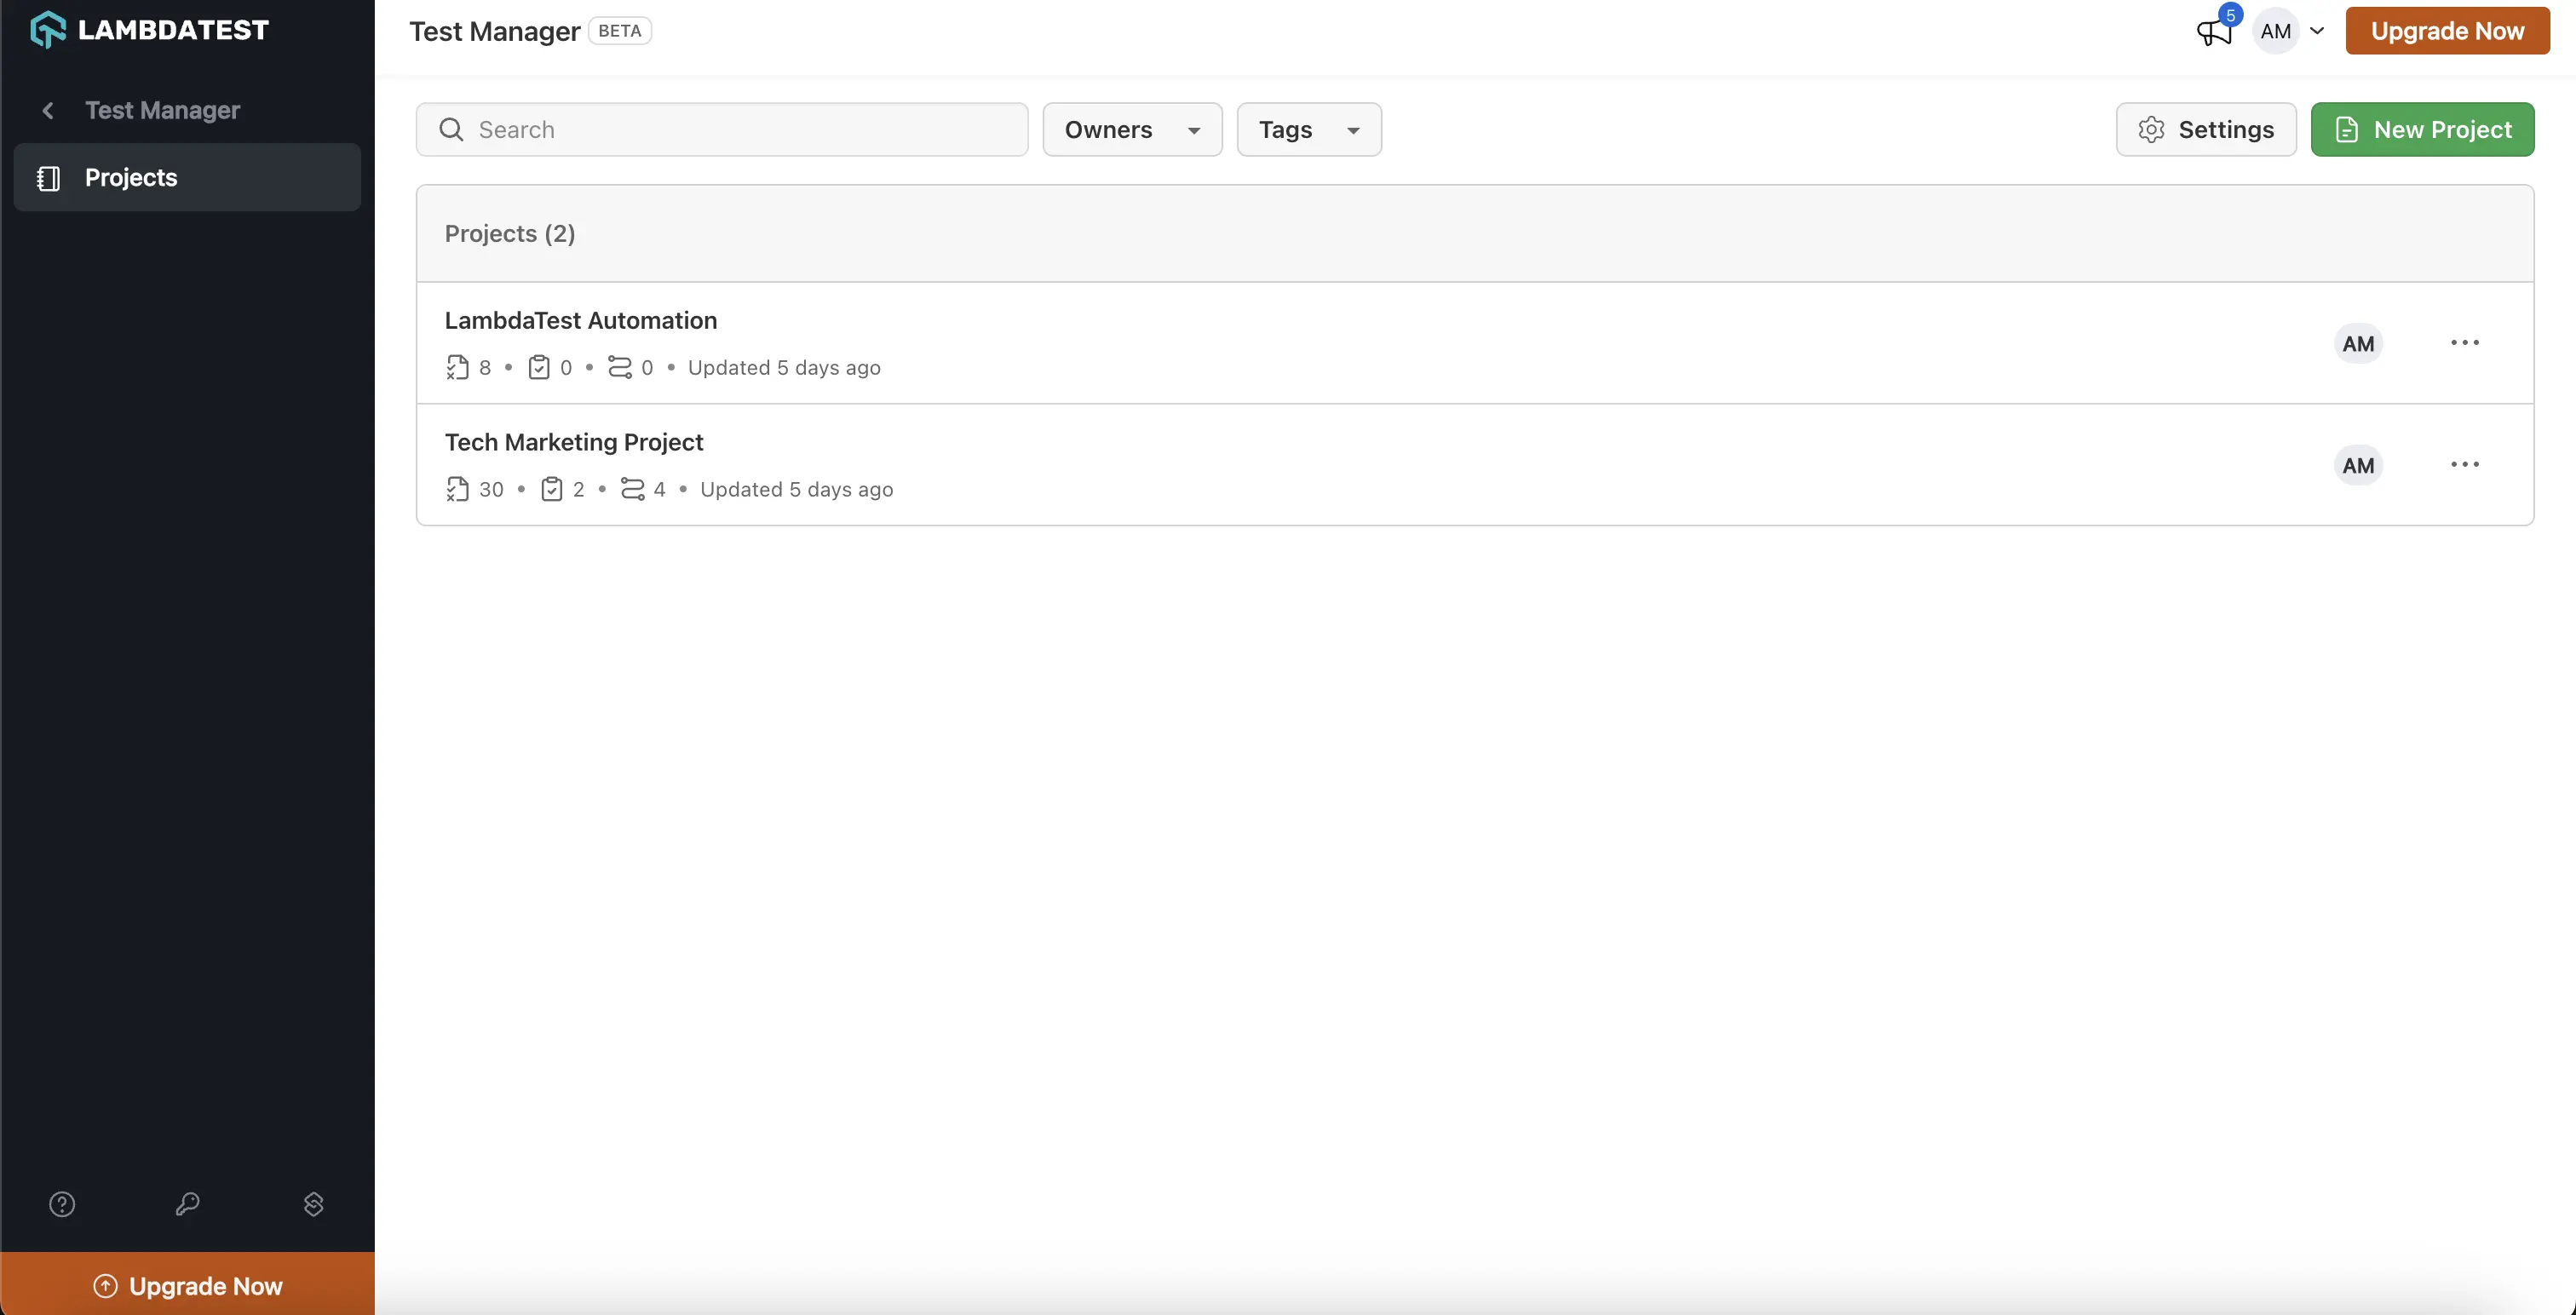 LAMBDATEST
Test Manager
Projects
Test Manager BETA
5
AM
Upgrade Now
Search
Owners
Tags
Settings
New Project
Projects (2)
LambdaTest Automation
8 • 0 • 0 • Updated 5 days ago
AM
Tech Marketing Project
30 • 2 • 4 • Updated 5 days ago
AM
Upgrade Now